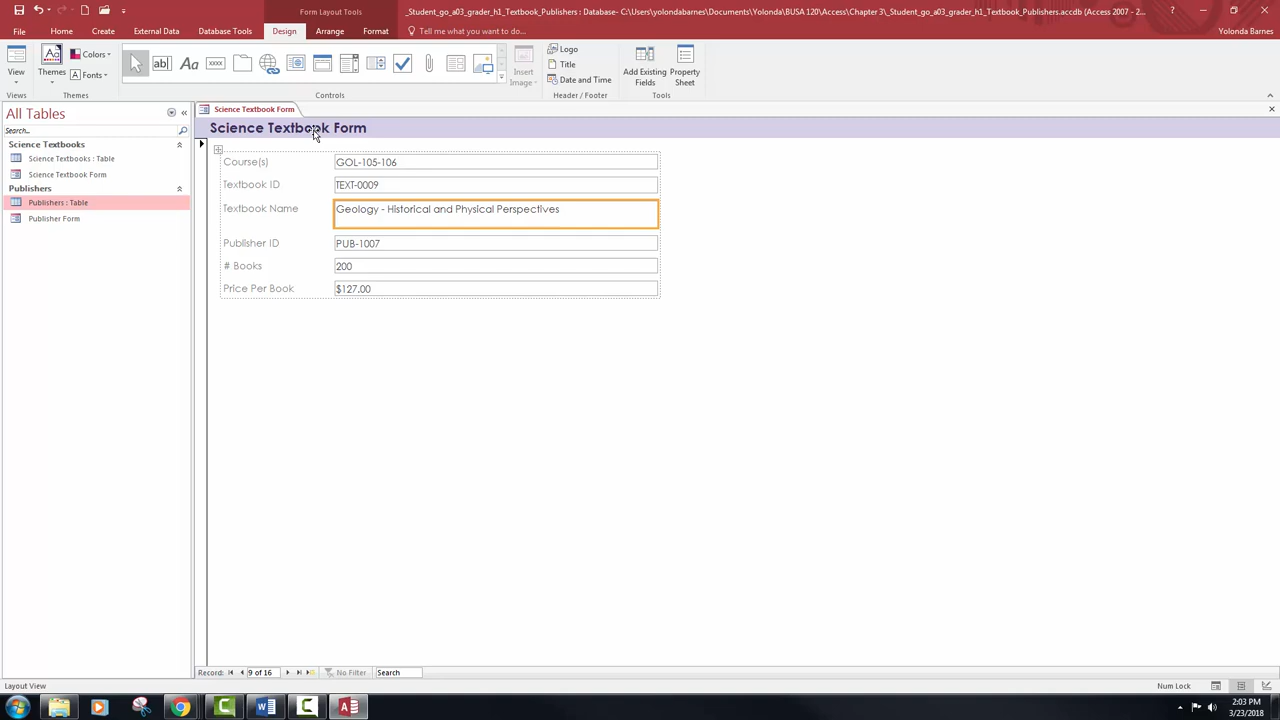 Form Layout Tools
_Student_go_a03_grader_h1_Textbook_Publishers : Database- C:\Users\yolondabarnes\Documents\Yolonda\BUSA 120\Access\Chapter 3\_Student_go_a03_grader_h1_Textbook_Publishers.accdb (Access 2007 - 2...
Yolonda Barnes
File
Home
Create
External Data
Database Tools
Design
Arrange
Format
Tell me what you want to do...
View
Themes
Colors
Fonts
ab|
Aa
xxxx
Insert
Image
Logo
Title
Date and Time
Add Existing
Fields
Property
Sheet
Views
Themes
Controls
Header / Footer
Tools
All Tables
Search...
Science Textbooks
Science Textbooks : Table
Science Textbook Form
Publishers
Publishers : Table
Publisher Form
Science Textbook Form
Science Textbook Form
Course(s) GOL-105-106
Textbook ID TEXT-0009
Textbook Name Geology - Historical and Physical Perspectives
Publisher ID PUB-1007
# Books 200
Price Per Book $127.00
Record: 9 of 16 No Filter Search
Layout View
Num Lock
2:03 PM
3/23/2018